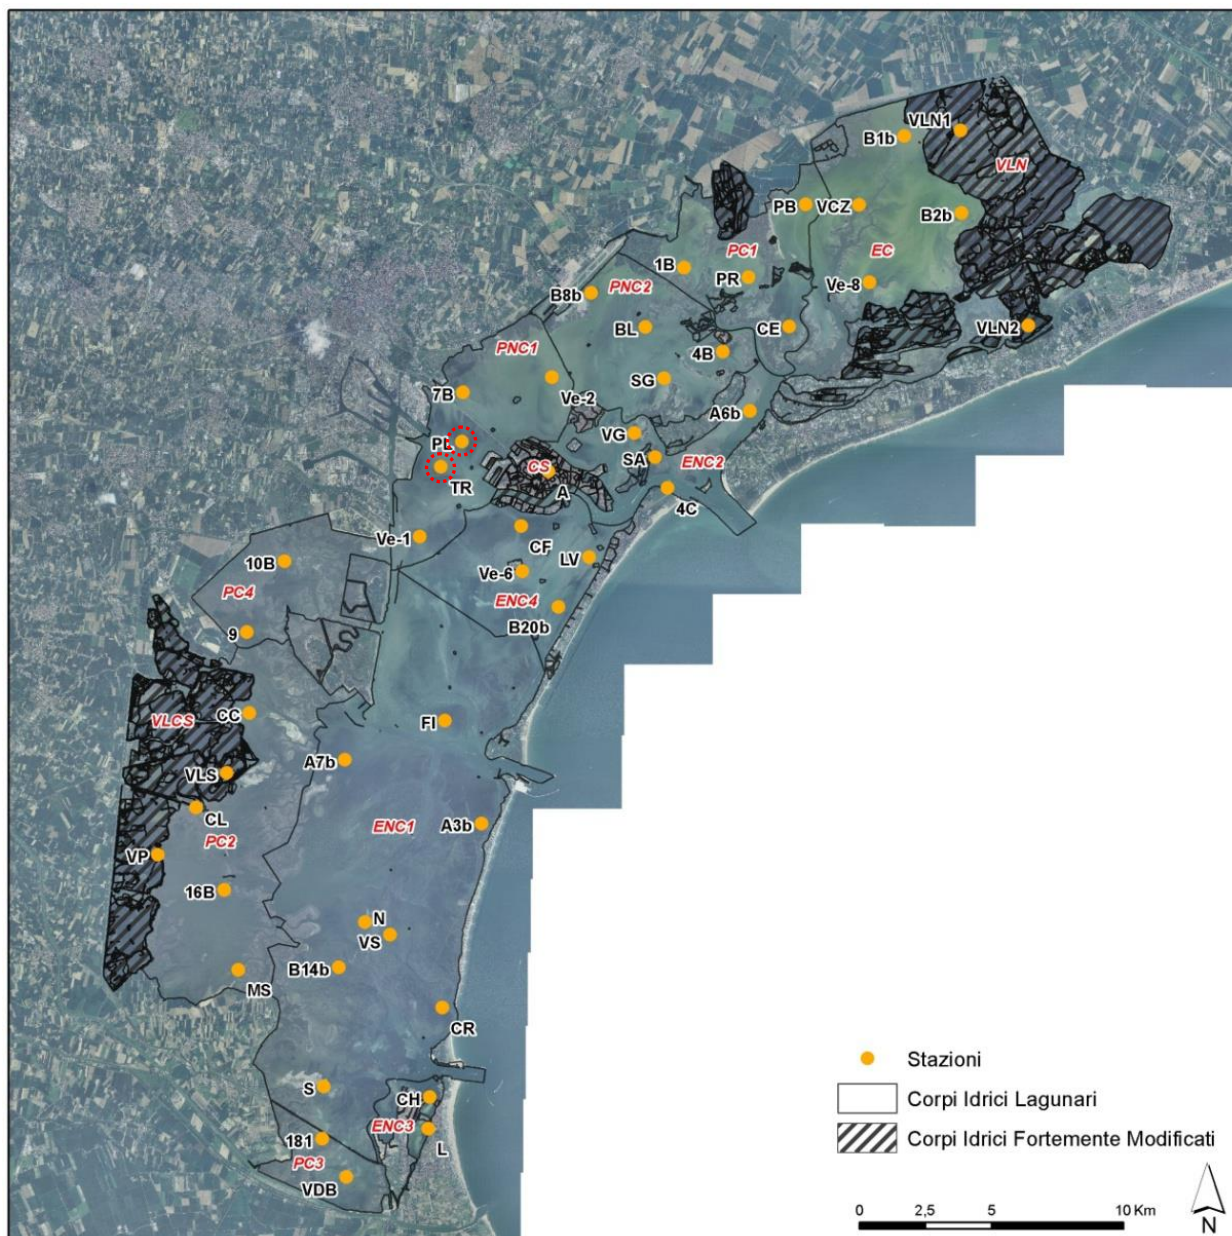 VLN1
B1b
VLN
PB
VCZ
B2b
PC1
EC
1B
PR
PNC2
Ve-8
B8b
BL
CE
VLN2
PNC1
4B
SG
7B
Ve-2
A6b
VG
SA
ENC2
CS
A
TR
4C
Ve-1
CF
LV
10B
Ve-6
PC4
ENC4
B20b
9
CC
VLCS
FI
A7b
VLS
CL
PC2
ENC1
A3b
VP
16B
N
VS
B14b
MS
CR
S
CH
ENC3
181
L
PC3
VDB
Stazioni
Corpi Idrici Lagunari
Corpi Idrici Fortemente Modificati
0 2,5 5 10 Km
N